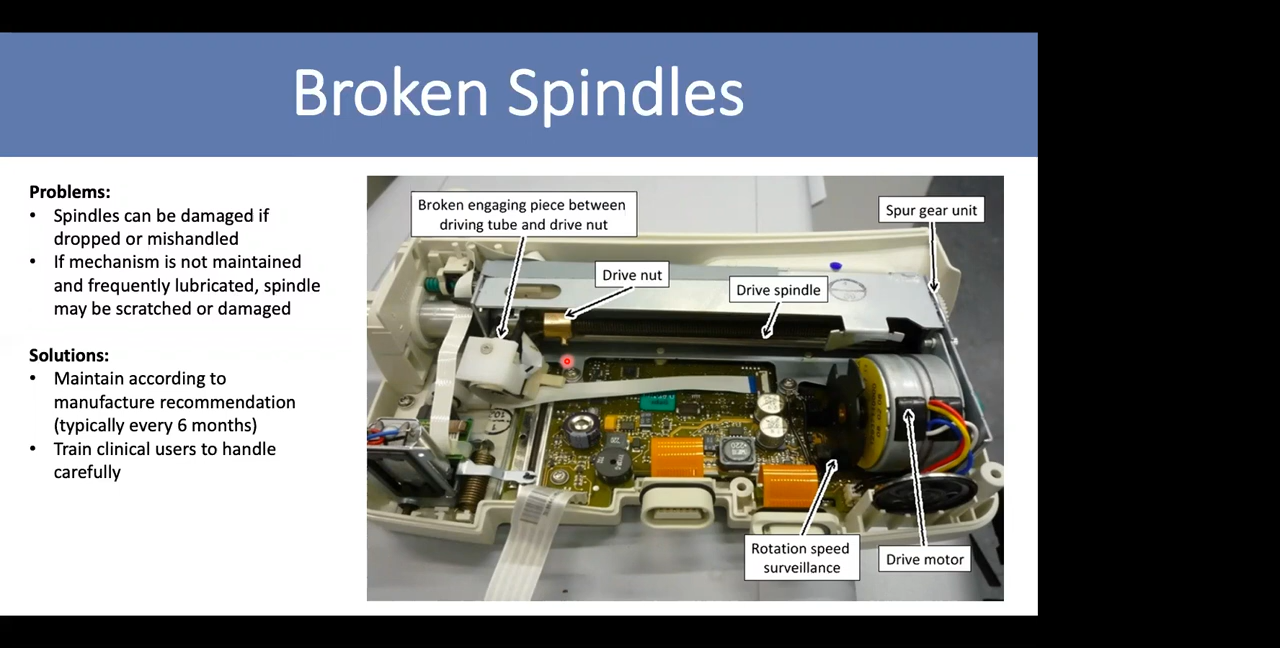 Broken Spindles
Problems:
• Spindles can be damaged if
dropped or mishandled
• If mechanism is not maintained
and frequently lubricated, spindle
may be scratched or damaged
Solutions:
• Maintain according to
manufacture recommendation
(typically every 6 months)
• Train clinical users to handle
carefully
Broken engaging piece between
driving tube and drive nut
Spur gear unit
Drive nut
Drive spindle
Rotation speed
surveillance
Drive motor